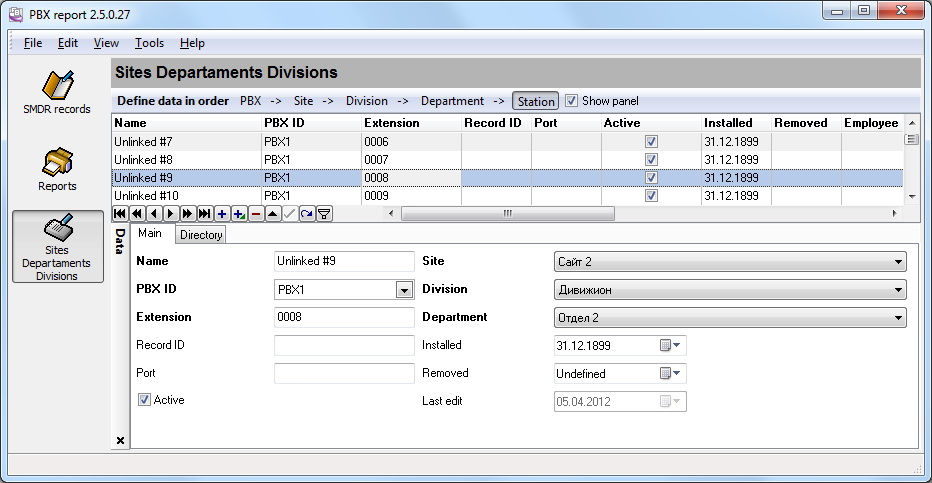 PBX report 2.5.0.27
File Edit View Tools Help
SMDR records
Reports
Sites
Departaments
Divisions
Sites Departaments Divisions
Define data in order PBX -> Site -> Division -> Department -> Station Show panel
Name PBX ID Extension Record ID Port Active Installed Removed Employee
Unlinked #7 PBX1 0006 31.12.1899
Unlinked #8 PBX1 0007 31.12.1899
Unlinked #9 PBX1 0008 31.12.1899
Unlinked #10 PBX1 0009 31.12.1899
Data
Main Directory
Name Unlinked #9 Site Сайт 2
PBX ID PBX1 Division Дивижион
Extension 0008 Department Отдел 2
Record ID Installed 31.12.1899
Port Removed Undefined
Active Last edit 05.04.2012